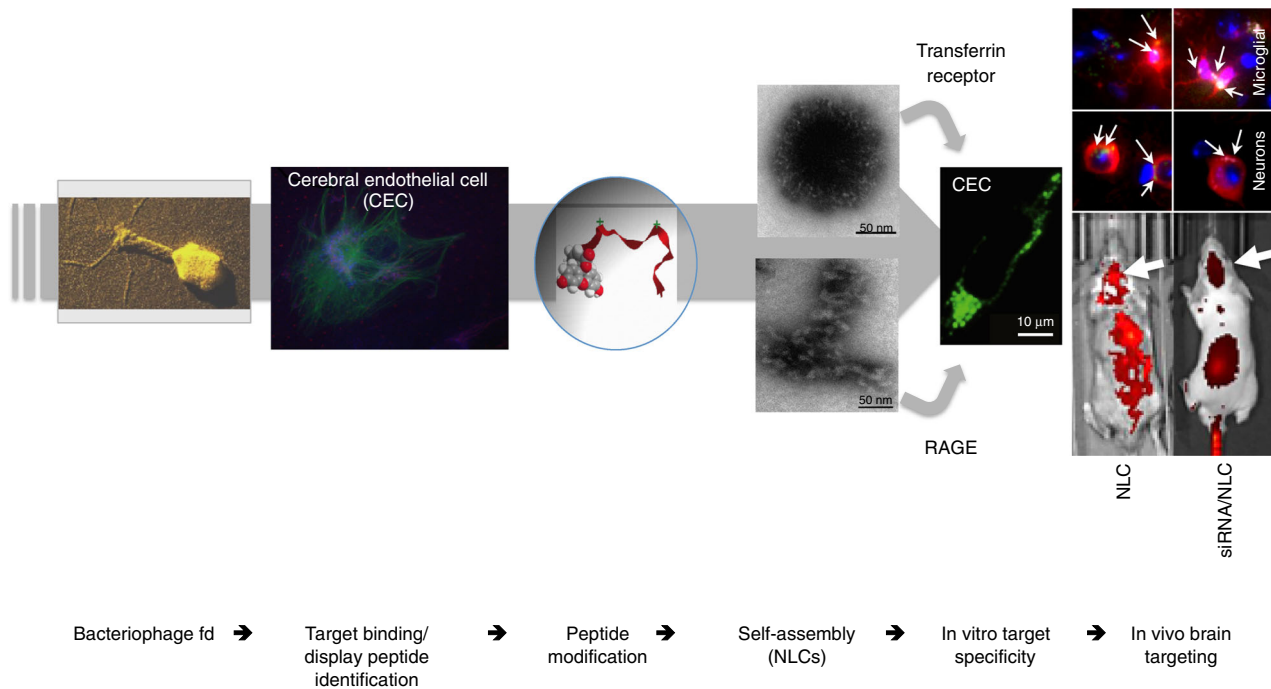 Transferrin
receptor
Microglial
Neurons
Cerebral endothelial cell
(CEC)
50 nm
CEC
10 μm
50 nm
RAGE
NLC
siRNA/NLC
Bacteriophage fd ➔ Target binding/ ➔ Peptide ➔ Self-assembly ➔ In vitro target ➔ In vivo brain
display peptide modification (NLCs) specificity targeting
identification